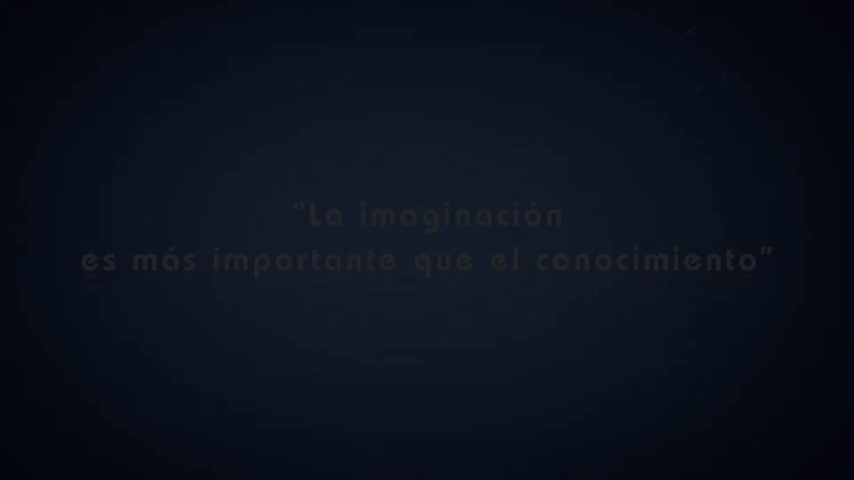 "La imaginación
es más importante que el conocimiento”